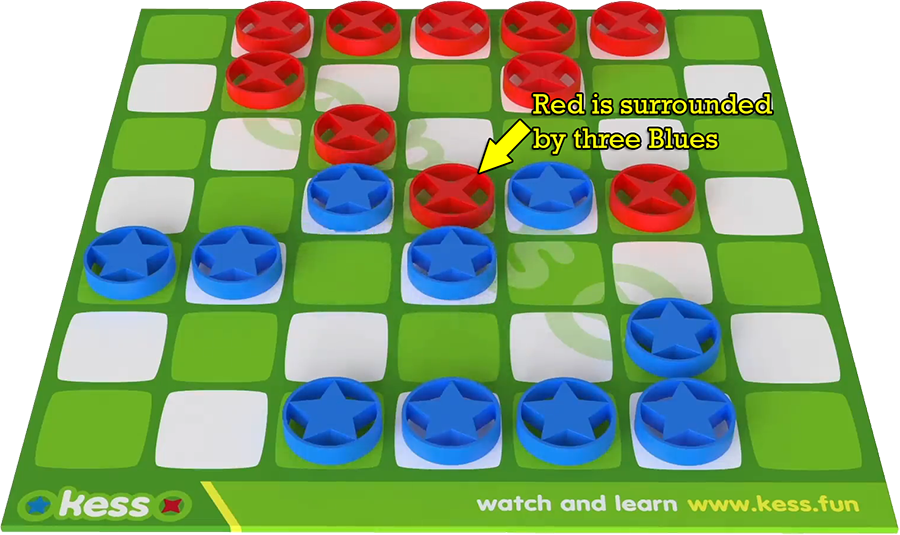 Red is surrounded
by three Blues
kess
watch and learn www.kess.fun